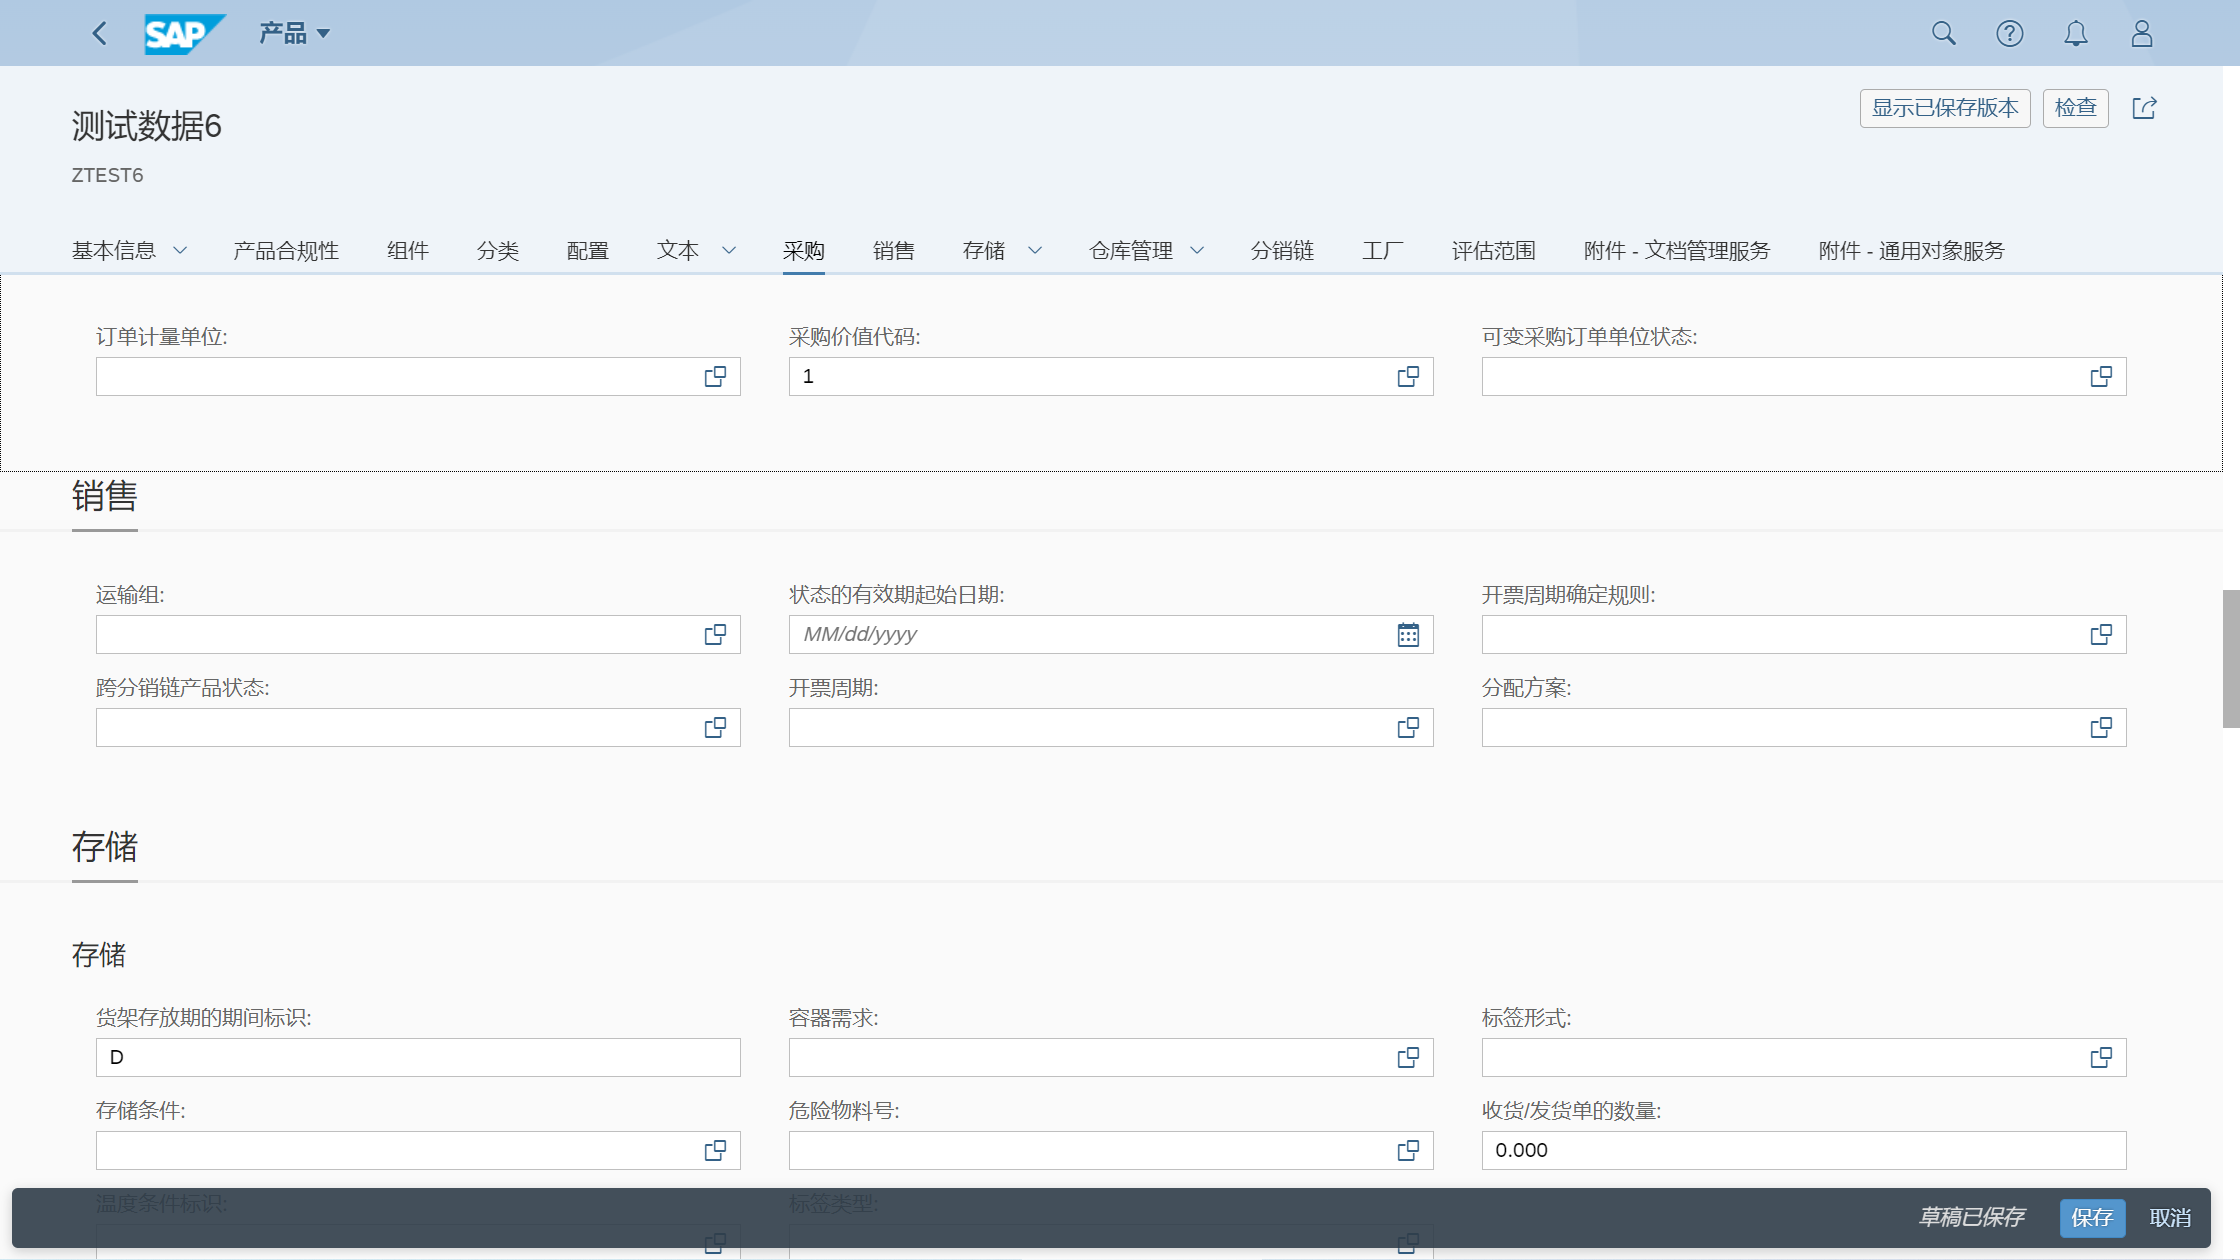 SAP 产品
测试数据6
显示已保存版本 检查
ZTEST6
基本信息 产品合规性 组件 分类 配置 文本 采购 销售 存储 仓库管理 分销链 工厂 评估范围 附件 - 文档管理服务 附件 - 通用对象服务
订单计量单位: 采购价值代码: 可变采购订单单位状态:
1
销售
运输组: 状态的有效期起始日期: 开票周期确定规则:
MM/dd/yyyy
跨分销链产品状态: 开票周期: 分配方案:
存储
存储
货架存放期的期间标识: 容器需求: 标签形式:
D
存储条件: 危险物料号: 收货/发货单的数量:
0.000
温度条件标识: 标签类型:
草稿已保存 保存 取消